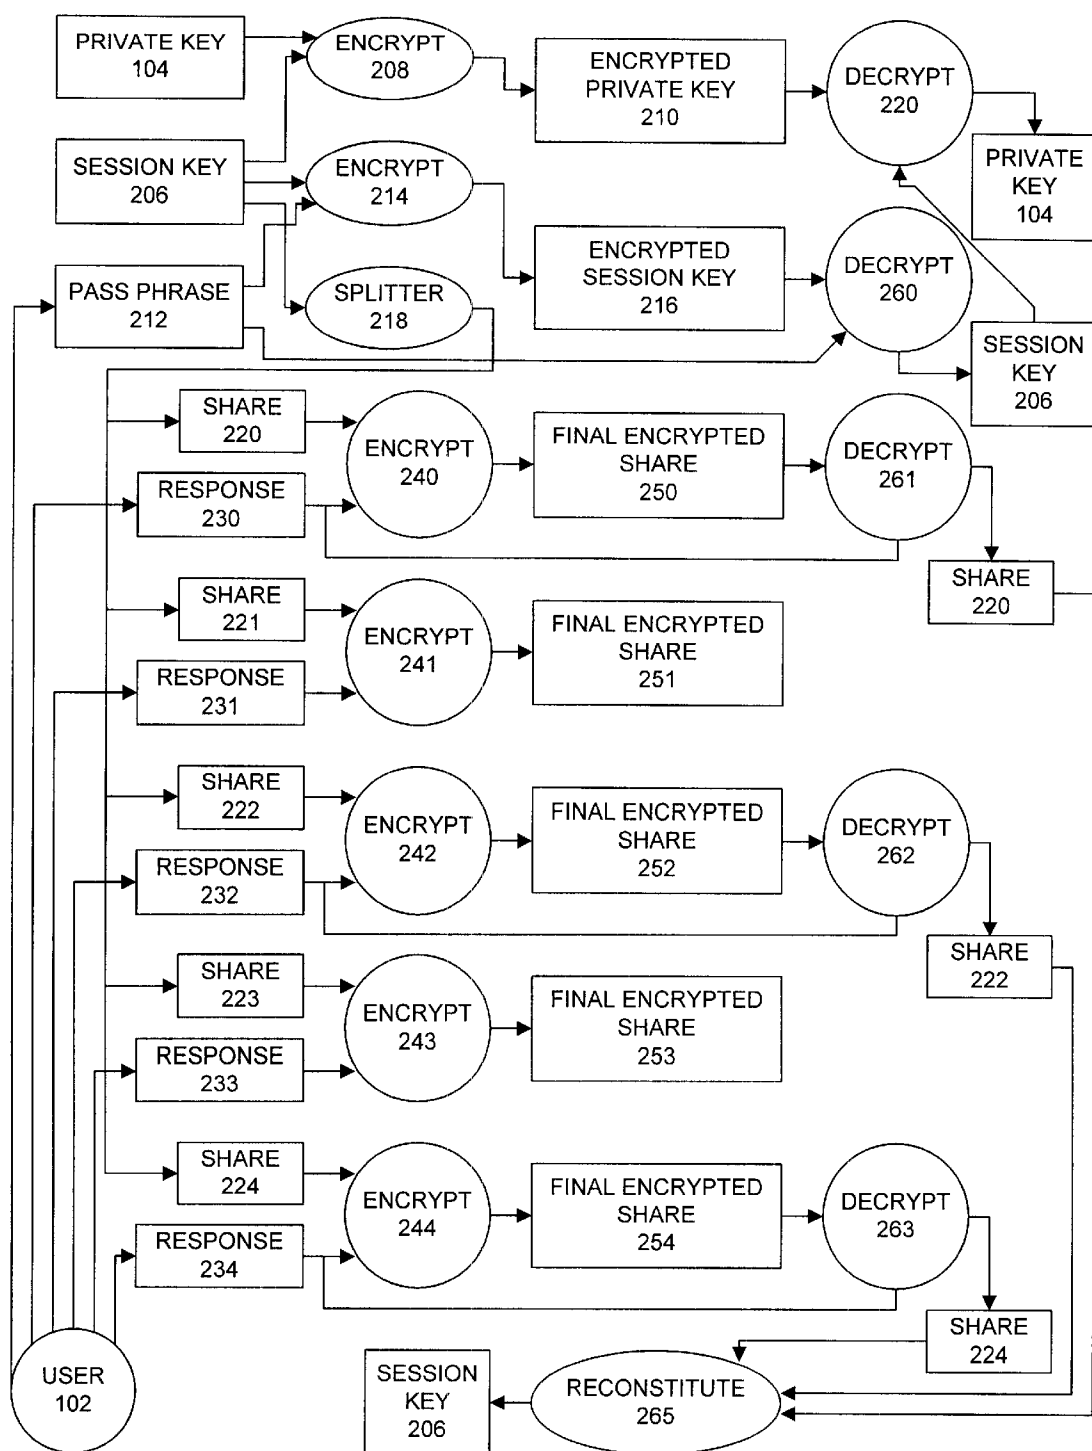 PRIVATE KEY
104
ENCRYPT
208
ENCRYPTED
PRIVATE KEY
210
DECRYPT
220
PRIVATE
KEY
104
SESSION KEY
206
ENCRYPT
214
ENCRYPTED
SESSION KEY
216
DECRYPT
260
PASS PHRASE
212
SPLITTER
218
SESSION
KEY
206
SHARE
220
ENCRYPT
240
FINAL ENCRYPTED
SHARE
250
DECRYPT
261
RESPONSE
230
SHARE
220
SHARE
221
ENCRYPT
241
FINAL ENCRYPTED
SHARE
251
RESPONSE
231
SHARE
222
ENCRYPT
242
FINAL ENCRYPTED
SHARE
252
DECRYPT
262
RESPONSE
232
SHARE
222
SHARE
223
ENCRYPT
243
FINAL ENCRYPTED
SHARE
253
RESPONSE
233
SHARE
224
ENCRYPT
244
FINAL ENCRYPTED
SHARE
254
DECRYPT
263
RESPONSE
234
SHARE
224
USER
102
SESSION
KEY
206
RECONSTITUTE
265